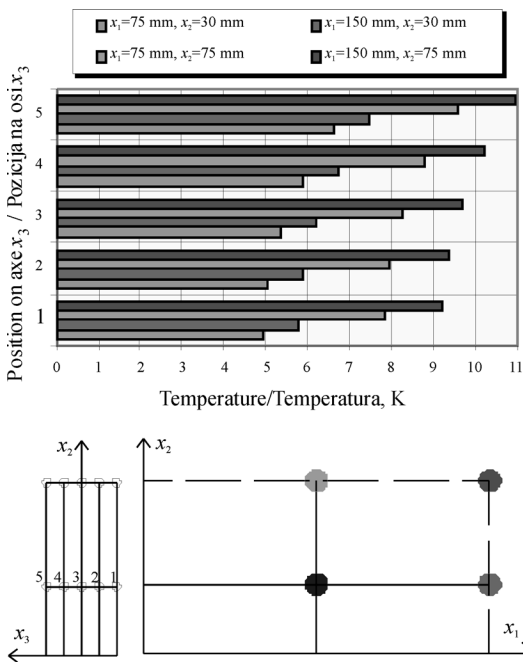 x₁=75 mm, x₂=30 mm x₁=150 mm, x₂=30 mm
x₁=75 mm, x₂=75 mm x₁=150 mm, x₂=75 mm
Position on axe x₃ / Pozicija na osi x₃
5
4
3
2
1
0 1 2 3 4 5 6 7 8 9 10 11
Temperature/Temperatura, K
x₂
x₂
5 4 3 2 1
x₃
x₁